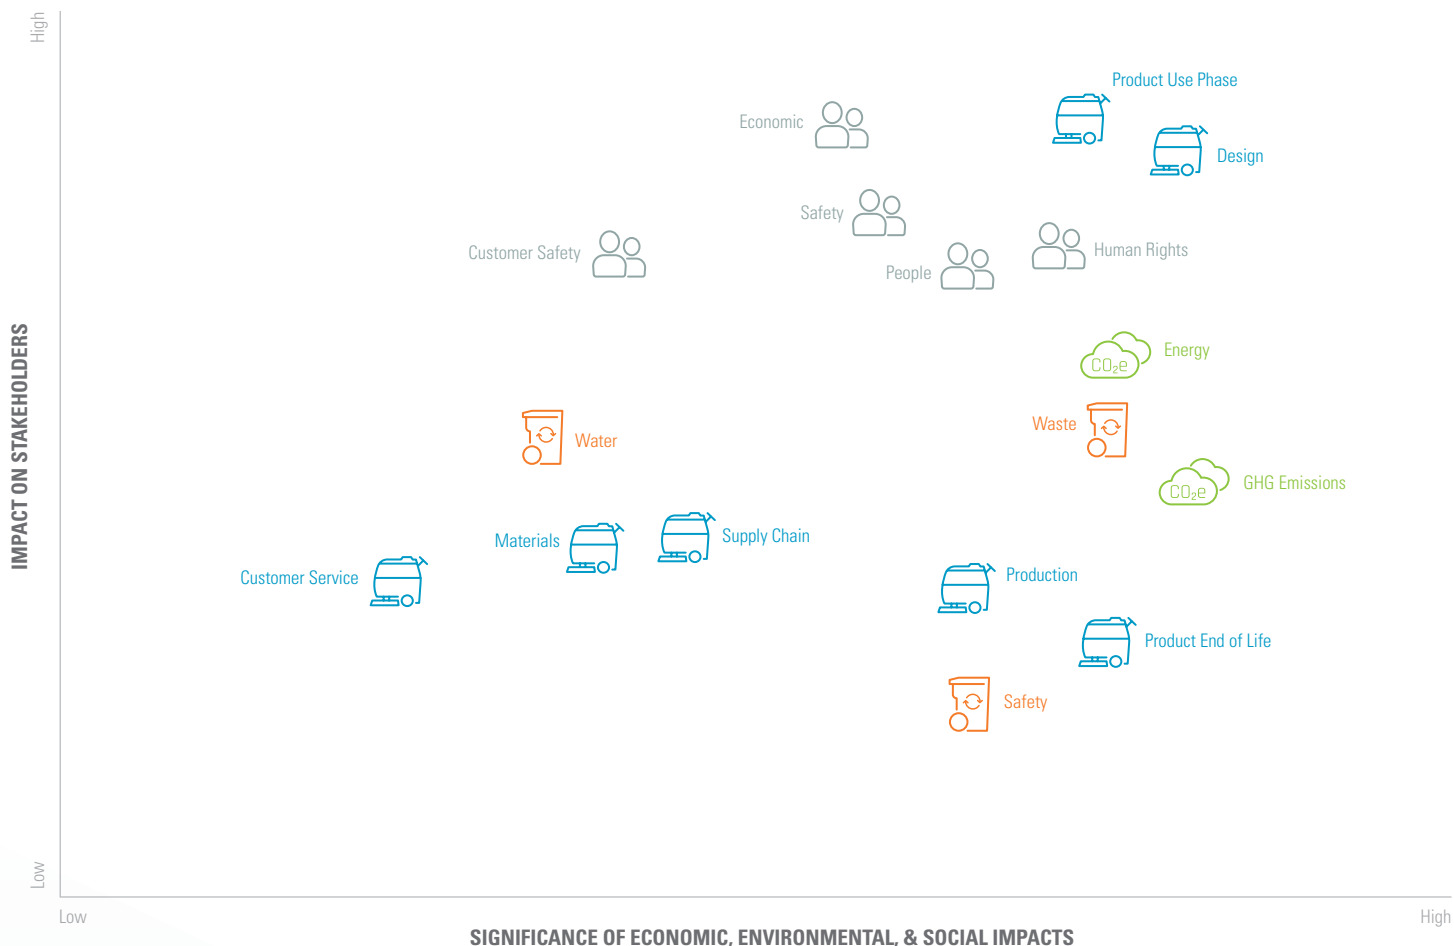 High
Product Use Phase
Economic
Design
Safety
Customer Safety
Human Rights
People
IMPACT ON STAKEHOLDERS
Energy
CO₂e
Waste
Water
GHG Emissions
CO₂e
Materials
Supply Chain
Customer Service
Production
Product End of Life
Safety
Low
Low
High
SIGNIFICANCE OF ECONOMIC, ENVIRONMENTAL, & SOCIAL IMPACTS